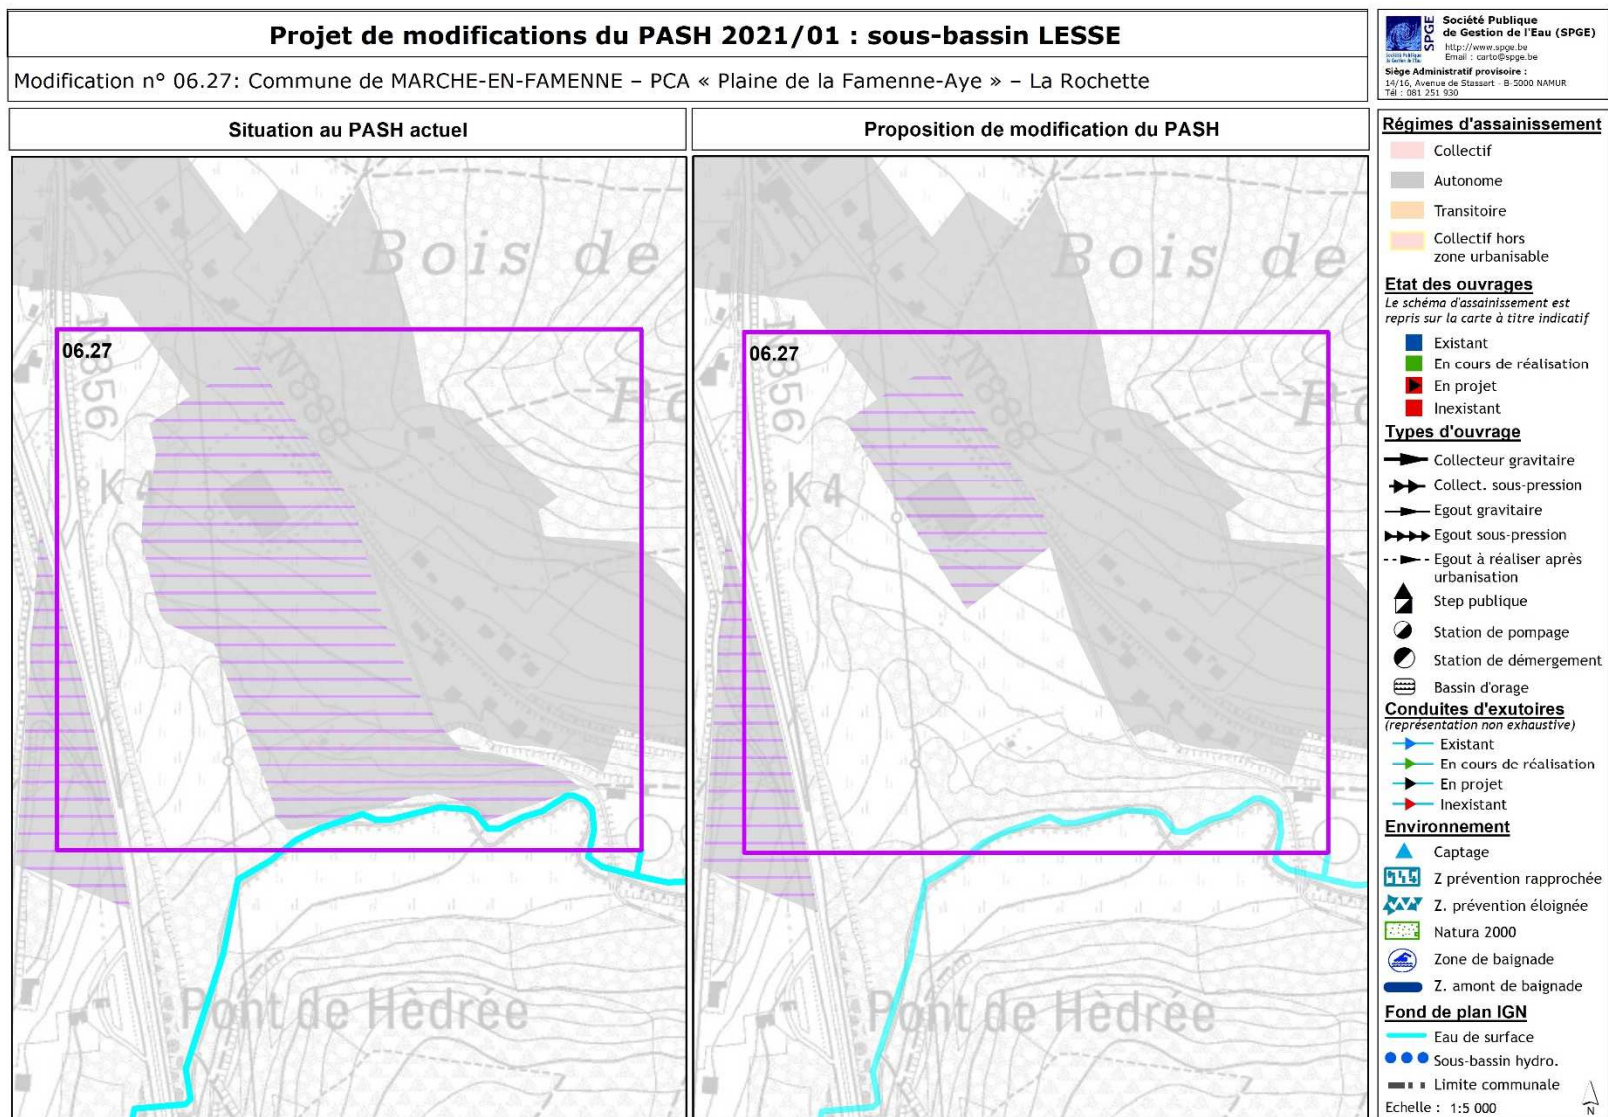 Projet de modifications du PASH 2021/01 : sous-bassin LESSE
Modification n° 06.27: Commune de MARCHE-EN-FAMENNE – PCA « Plaine de la Famenne-Aye » – La Rochette
SPGE
Société Publique
de Gestion de l'Eau (SPGE)
http://www.spge.be
Email : carto@spge.be
Siège Administratif provisoire :
14/16, Avenue de Stassart - B-5000 NAMUR
Tél : 081 251 930
Situation au PASH actuel
Proposition de modification du PASH
Bois de
06.27
N856
N888
K4
Pont de Hèdrée
Bois de
06.27
N856
N888
K4
Pont de Hèdrée
Régimes d'assainissement
Collectif
Autonome
Transitoire
Collectif hors
zone urbanisable
Etat des ouvrages
Le schéma d'assainissement est
repris sur la carte à titre indicatif
Existant
En cours de réalisation
En projet
Inexistant
Types d'ouvrage
Collecteur gravitaire
Collect. sous-pression
Egout gravitaire
Egout sous-pression
Egout à réaliser après
urbanisation
Step publique
Station de pompage
Station de démergement
Bassin d'orage
Conduites d'exutoires
(représentation non exhaustive)
Existant
En cours de réalisation
En projet
Inexistant
Environnement
Captage
Z prévention rapprochée
Z. prévention éloignée
Natura 2000
Zone de baignade
Z. amont de baignade
Fond de plan IGN
Eau de surface
Sous-bassin hydro.
Limite communale
Echelle : 1:5 000
N